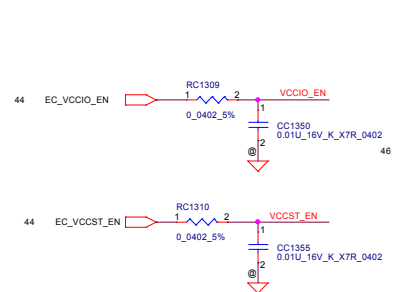 RC1309
44 EC_VCCIO_EN 1 2 VCCIO_EN
0_0402_5%
1
CC1350
0.01U_16V_K_X7R_0402
2
@
46
RC1310
44 EC_VCCST_EN 1 2 VCCST_EN
0_0402_5%
1
CC1355
0.01U_16V_K_X7R_0402
2
@